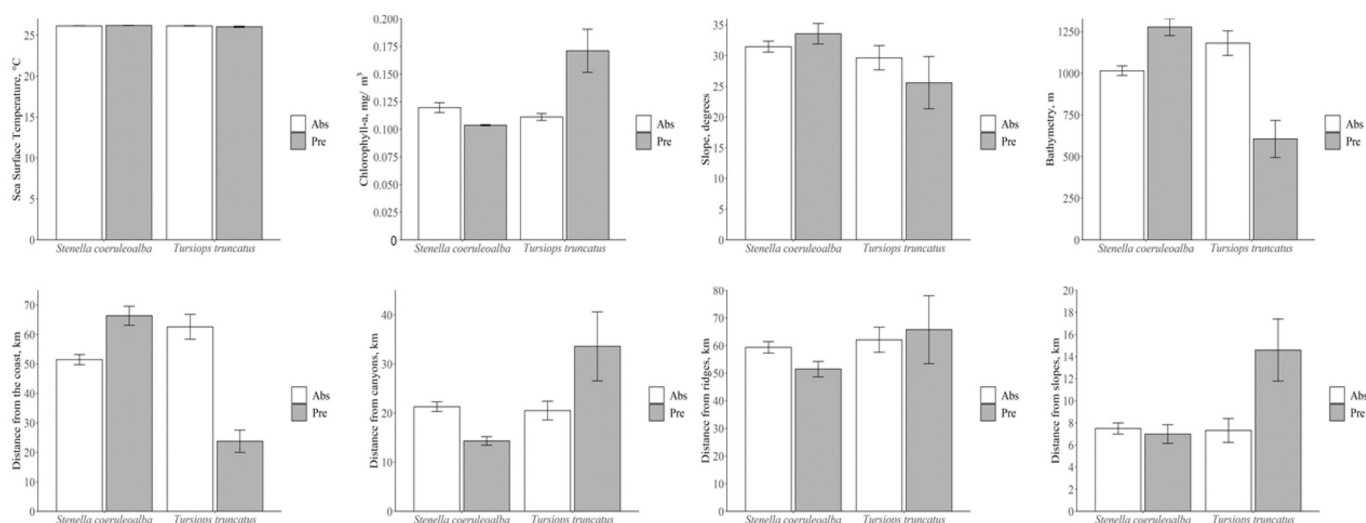 Sea Surface Temperature, °C
25
20
15
10
5
0
Stenella coeruleoalba
Tursiops truncatus
Abs
Pre
Chlorophyll-a, mg/ m³
0.200
0.175
0.150
0.125
0.100
0.075
0.050
0.025
0
Stenella coeruleoalba
Tursiops truncatus
Abs
Pre
Slope, degrees
35
30
25
20
15
10
5
0
Stenella coeruleoalba
Tursiops truncatus
Abs
Pre
Bathymetry, m
1250
1000
750
500
250
0
Stenella coeruleoalba
Tursiops truncatus
Abs
Pre
Distance from the coast, km
70
60
50
40
30
20
10
0
Stenella coeruleoalba
Tursiops truncatus
Abs
Pre
Distance from canyons, km
40
30
20
10
0
Stenella coeruleoalba
Tursiops truncatus
Abs
Pre
Distance from ridges, km
80
70
60
50
40
30
20
10
0
Stenella coeruleoalba
Tursiops truncatus
Abs
Pre
Distance from slopes, km
20
18
16
14
12
10
8
6
4
2
0
Stenella coeruleoalba
Tursiops truncatus
Abs
Pre